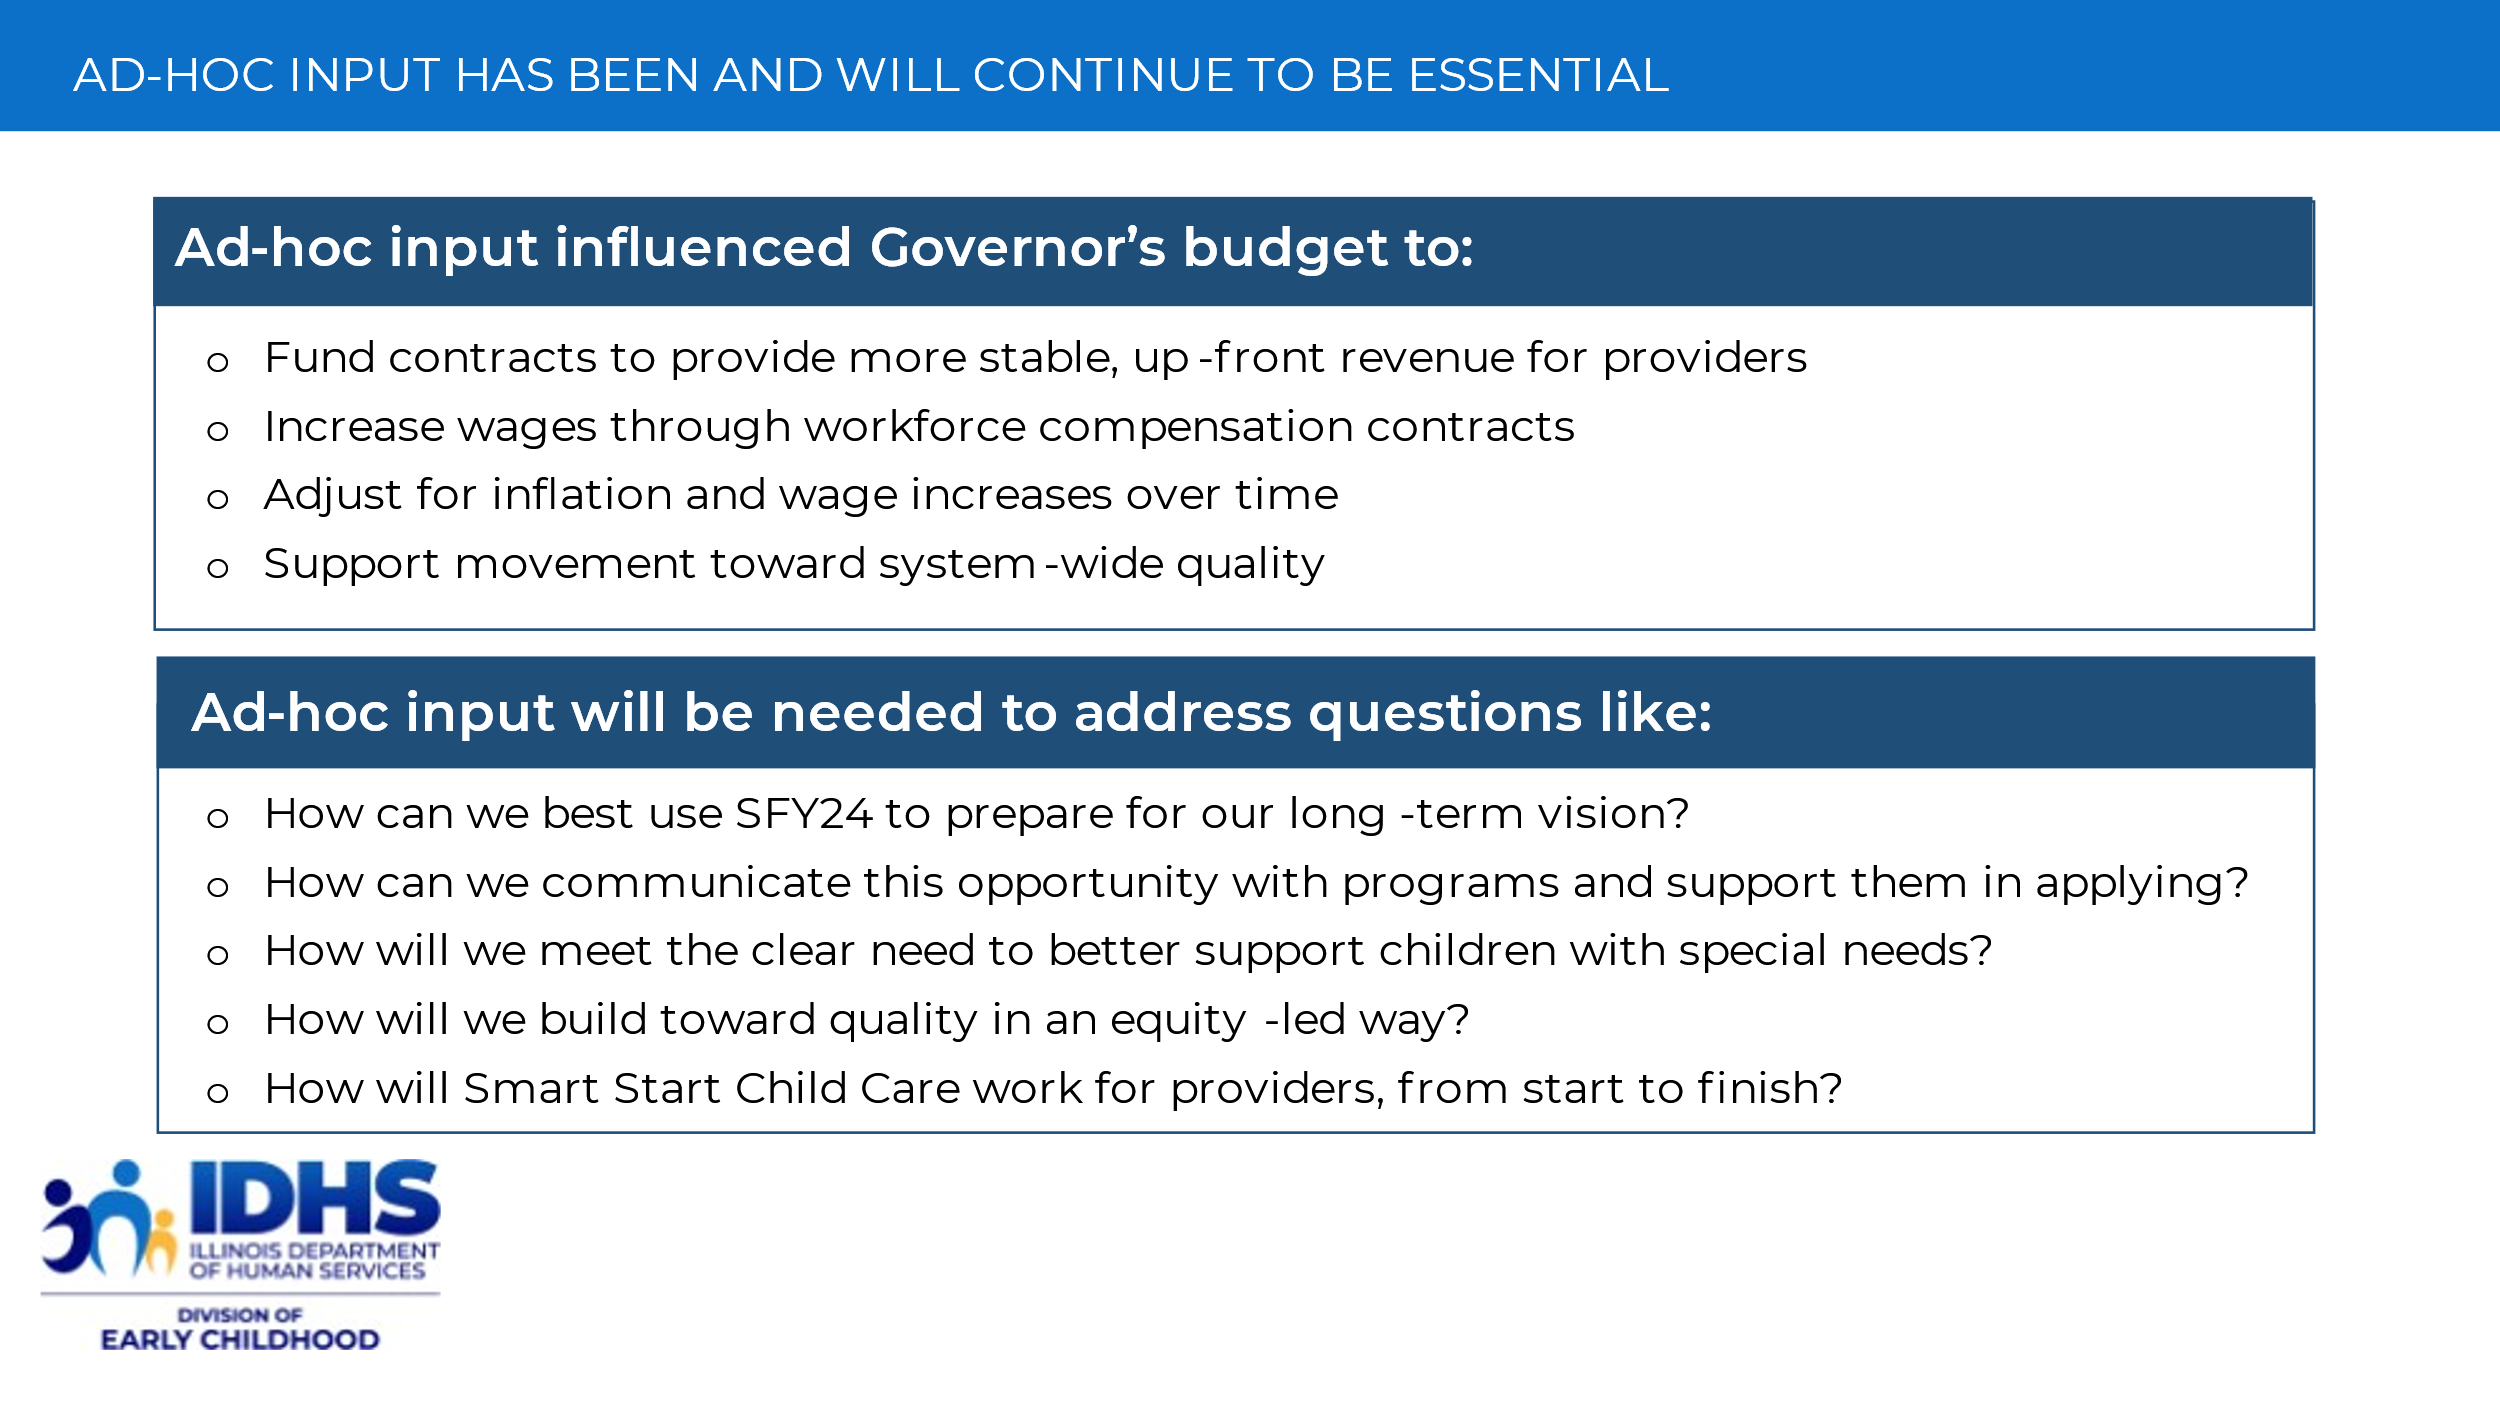 AD-HOC INPUT HAS BEEN AND WILL CONTINUE TO BE ESSENTIAL
Ad-hoc input influenced Governor’s budget to:
o Fund contracts to provide more stable, up -front revenue for providers
o Increase wages through workforce compensation contracts
o Adjust for inflation and wage increases over time
o Support movement toward system -wide quality
Ad-hoc input will be needed to address questions like:
o How can we best use SFY24 to prepare for our long -term vision?
o How can we communicate this opportunity with programs and support them in applying?
o How will we meet the clear need to better support children with special needs?
o How will we build toward quality in an equity -led way?
o How will Smart Start Child Care work for providers, from start to finish?
IDHS
ILLINOIS DEPARTMENT
OF HUMAN SERVICES
DIVISION OF
EARLY CHILDHOOD